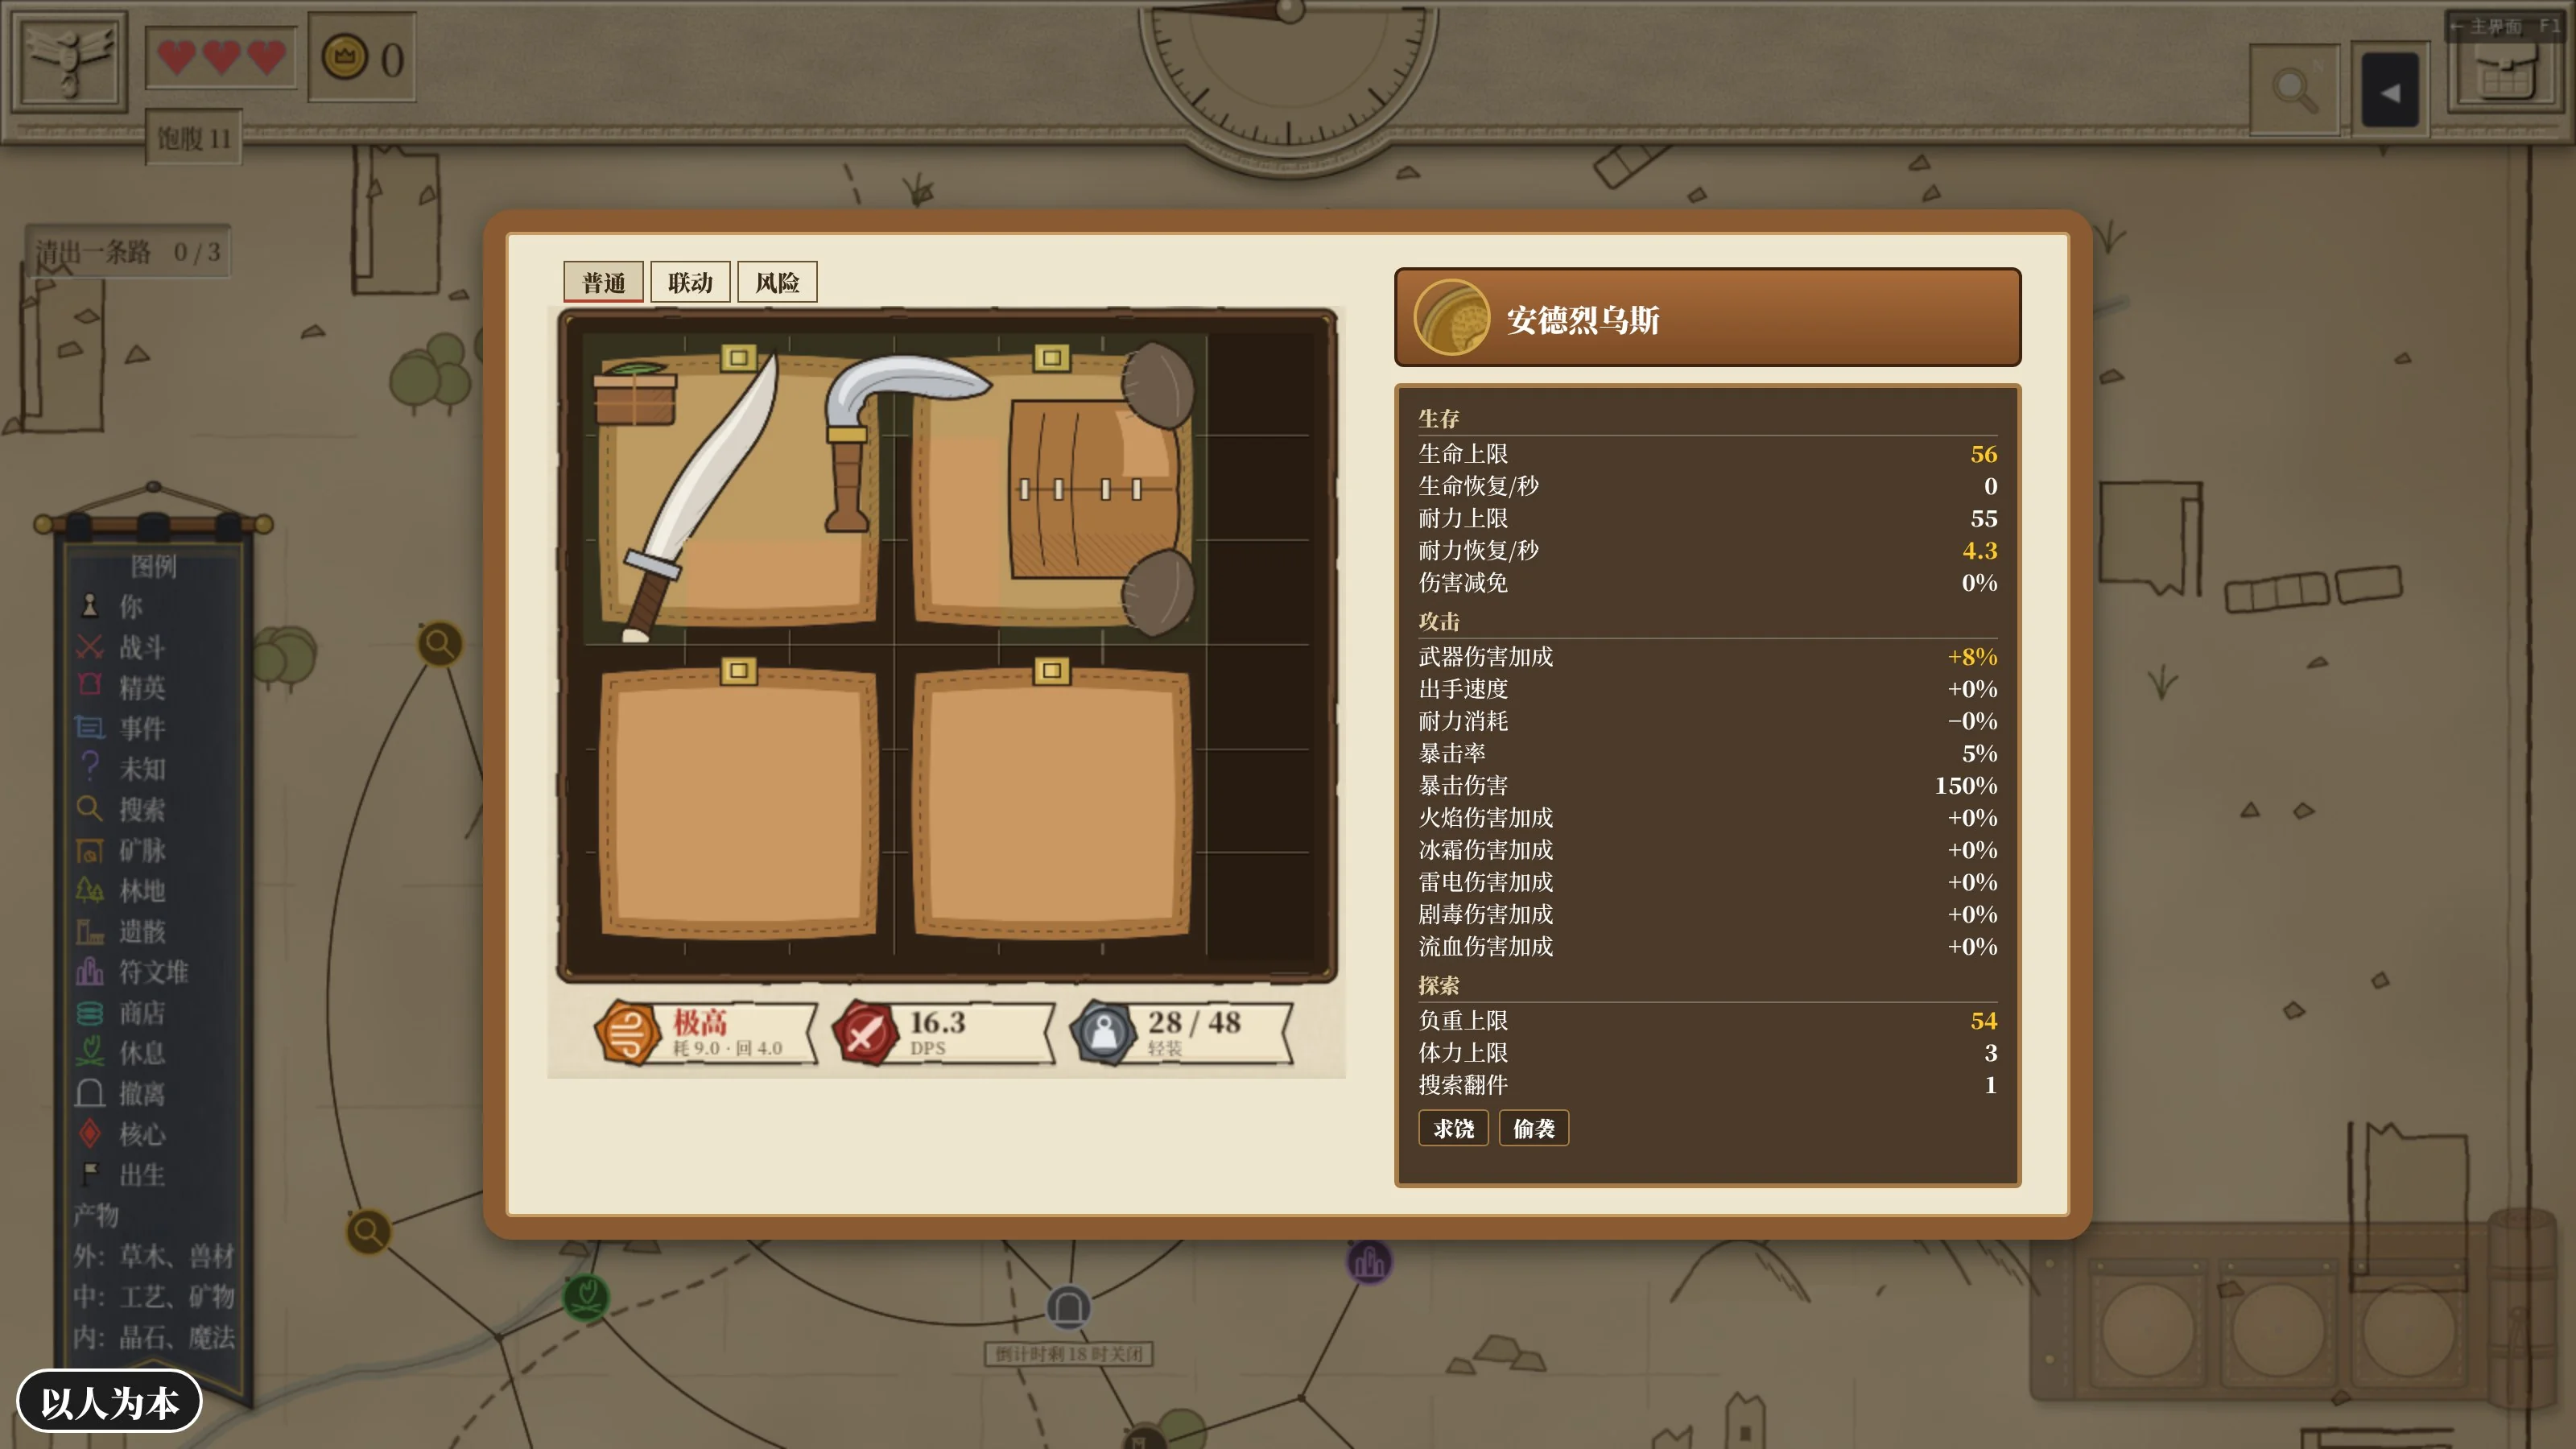 ← 主界面 F1
0
饱腹 11
清出一条路 0 / 3
普通 联动 风险
安德烈乌斯
生存
生命上限 56
生命恢复/秒 0
耐力上限 55
耐力恢复/秒 4.3
伤害减免 0%
攻击
武器伤害加成 +8%
出手速度 +0%
耐力消耗 −0%
暴击率 5%
暴击伤害 150%
火焰伤害加成 +0%
冰霜伤害加成 +0%
雷电伤害加成 +0%
剧毒伤害加成 +0%
流血伤害加成 +0%
探索
负重上限 54
体力上限 3
搜索翻件 1
求饶 偷袭
极高
耗 9.0 · 回 4.0
16.3
DPS
28 / 48
轻装
图例
你
战斗
精英
事件
未知
搜索
矿脉
林地
遗骸
符文堆
商店
休息
撤离
核心
出生
产物
外: 草木、兽材
中: 工艺、矿物
内: 晶石、魔法
倒计时剩 18 时关闭
以人为本